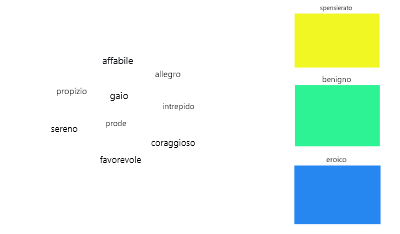 spensierato
affabile
allegro
benigno
propizio
gaio
intrepido
prode
sereno
coraggioso
favorevole
eroico